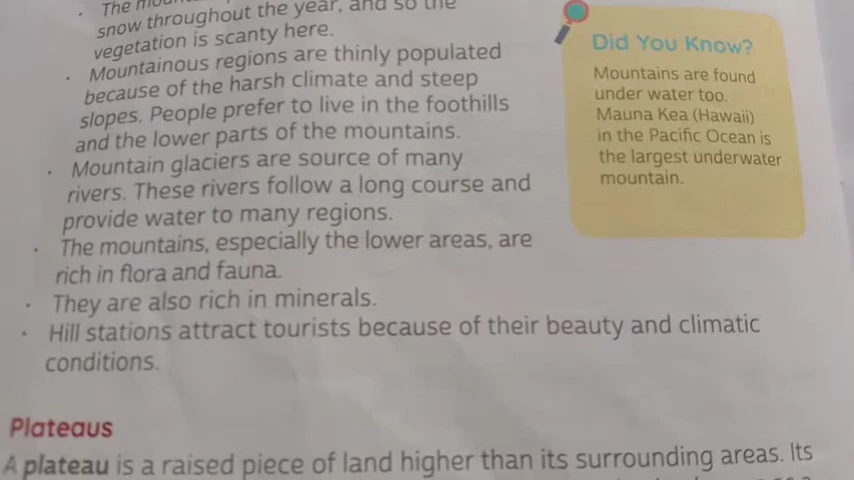 · The
snow throughout the year, and so the
vegetation is scanty here.
· Mountainous regions are thinly populated
because of the harsh climate and steep
slopes. People prefer to live in the foothills
and the lower parts of the mountains.
· Mountain glaciers are source of many
rivers. These rivers follow a long course and
provide water to many regions.
· The mountains, especially the lower areas, are
rich in flora and fauna.
· They are also rich in minerals.
· Hill stations attract tourists because of their beauty and climatic
conditions.
Did You Know?
Mountains are found
under water too.
Mauna Kea (Hawaii)
in the Pacific Ocean is
the largest underwater
mountain.
Plateaus
A plateau is a raised piece of land higher than its surrounding areas. Its